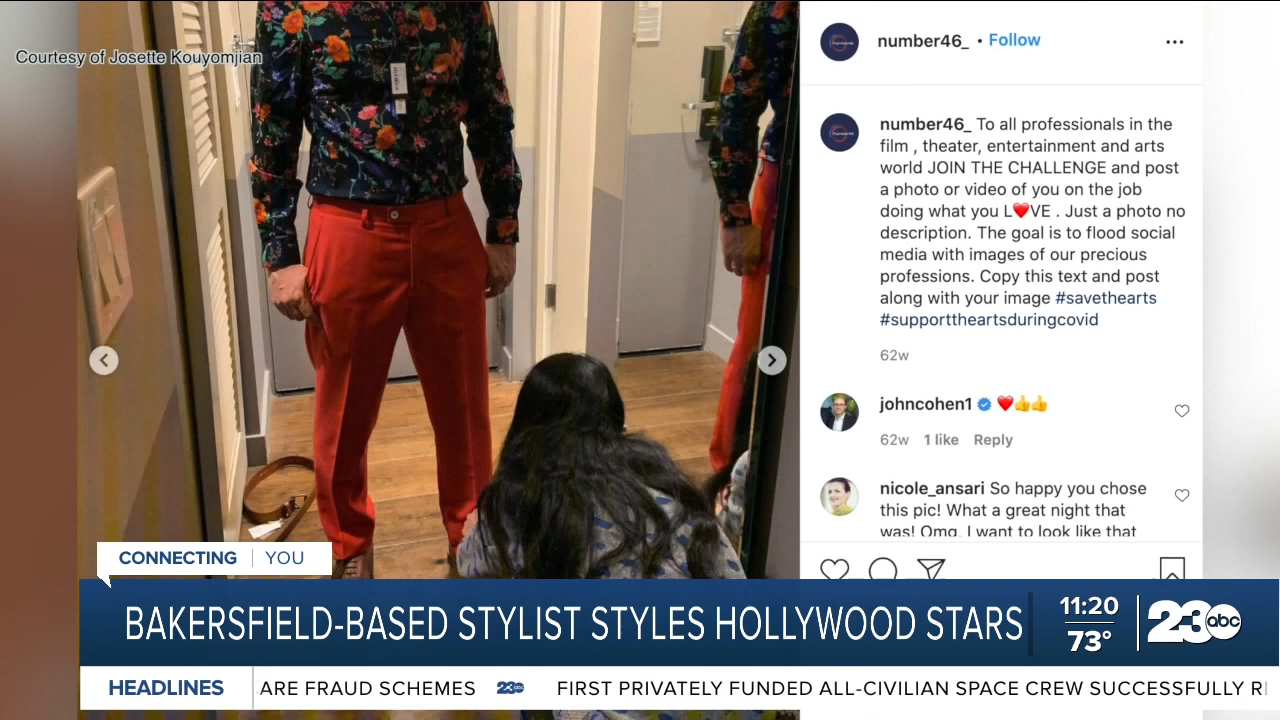 Courtesy of Josette Kouyomjian
number46_ • Follow
number46_ To all professionals in the
film , theater, entertainment and arts
world JOIN THE CHALLENGE and post
a photo or video of you on the job
doing what you L❤️VE . Just a photo no
description. The goal is to flood social
media with images of our precious
professions. Copy this text and post
along with your image #savethearts
#supporttheartsduringcovid
62w
johncohen1 ❤️👍👍
62w 1 like Reply
nicole_ansari So happy you chose
this pic! What a great night that
was! Omg, I want to look like that
CONNECTING | YOU
BAKERSFIELD-BASED STYLIST STYLES HOLLYWOOD STARS
11:20
73°
23 abc
HEADLINES
ARE FRAUD SCHEMES 23 abc FIRST PRIVATELY FUNDED ALL-CIVILIAN SPACE CREW SUCCESSFULLY